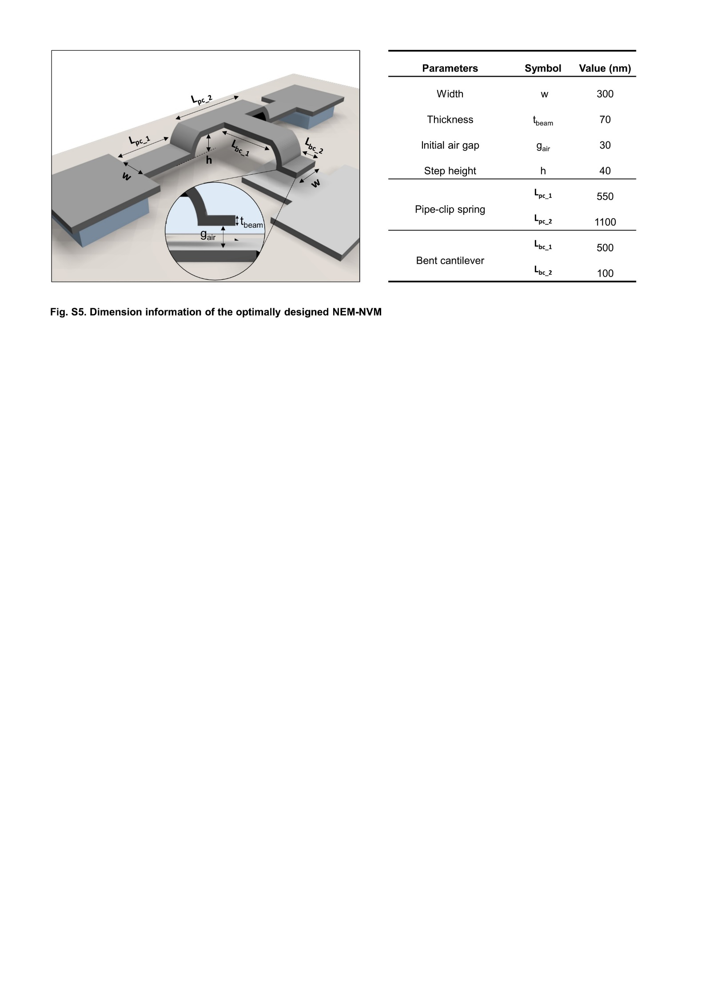 L_pc_2
L_pc_1
L_bc_1
L_bc_2
h
w
w
t_beam
g_air
Parameters Symbol Value (nm)
Width w 300
Thickness t_beam 70
Initial air gap g_air 30
Step height h 40
Pipe-clip spring
L_pc_1 550
L_pc_2 1100
Bent cantilever
L_bc_1 500
L_bc_2 100
Fig. S5. Dimension information of the optimally designed NEM-NVM